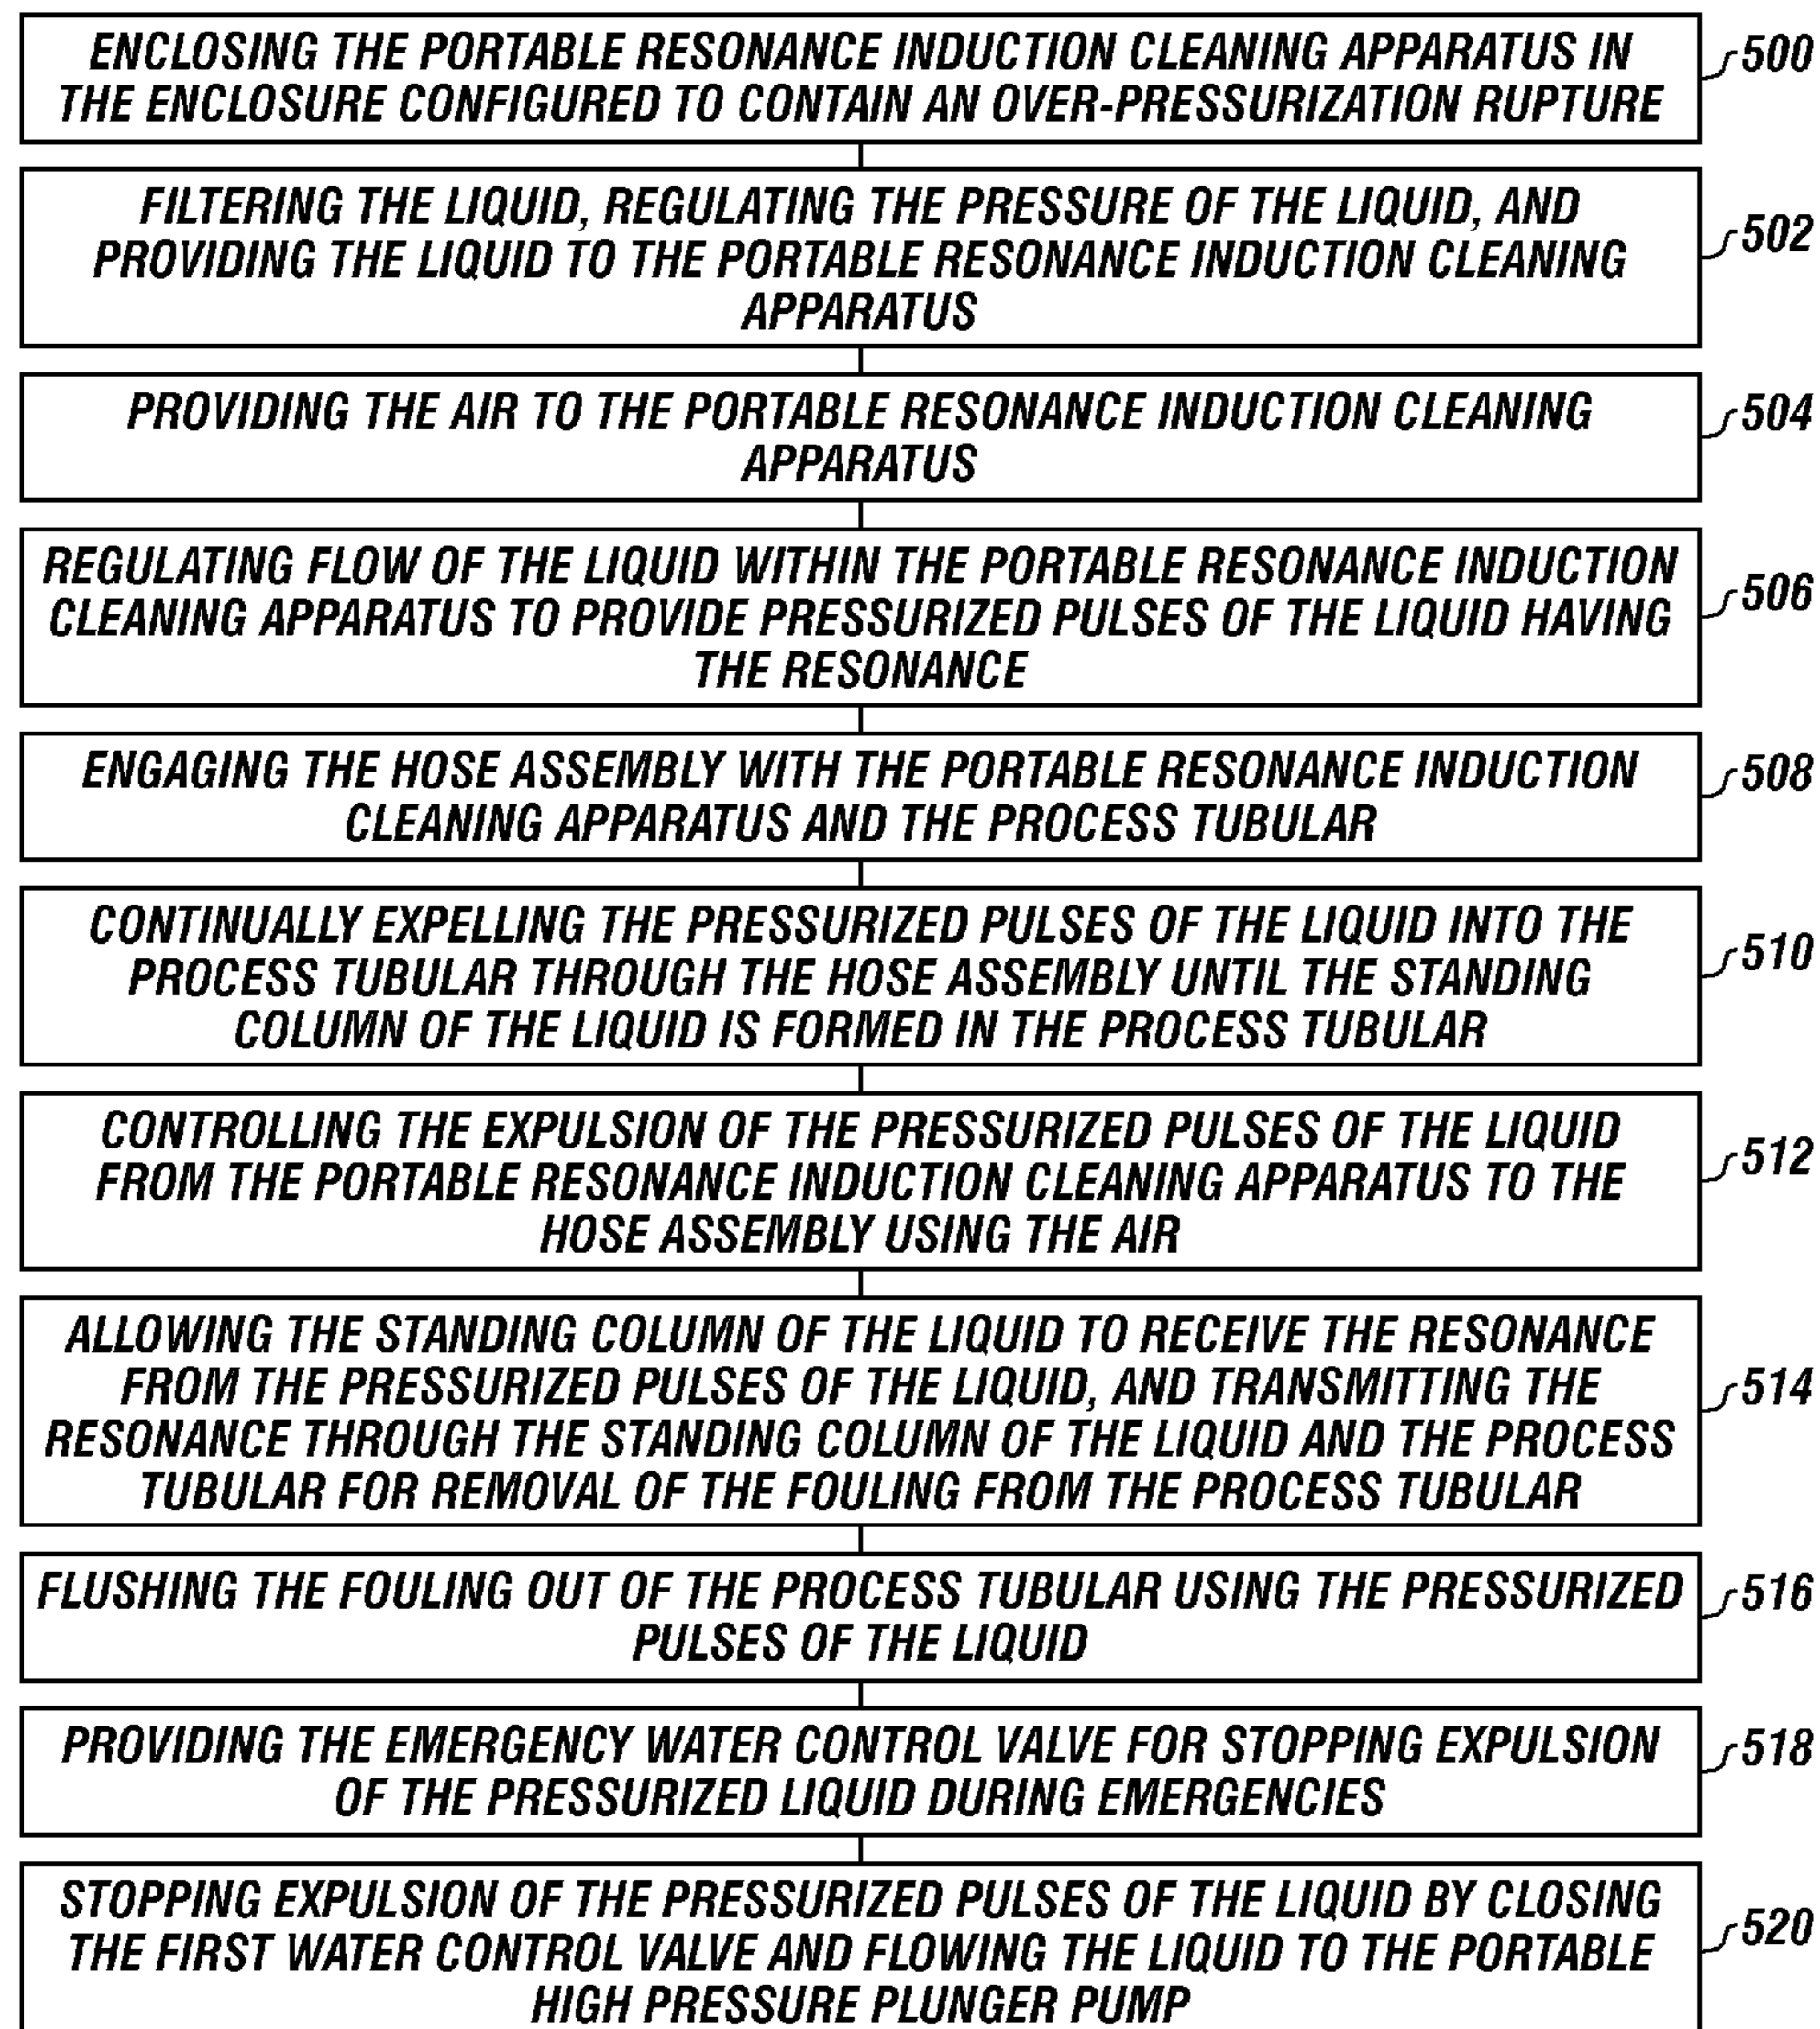 ENCLOSING THE PORTABLE RESONANCE INDUCTION CLEANING APPARATUS IN
THE ENCLOSURE CONFIGURED TO CONTAIN AN OVER-PRESSURIZATION RUPTURE
500
FILTERING THE LIQUID, REGULATING THE PRESSURE OF THE LIQUID, AND
PROVIDING THE LIQUID TO THE PORTABLE RESONANCE INDUCTION CLEANING
APPARATUS
502
PROVIDING THE AIR TO THE PORTABLE RESONANCE INDUCTION CLEANING
APPARATUS
504
REGULATING FLOW OF THE LIQUID WITHIN THE PORTABLE RESONANCE INDUCTION
CLEANING APPARATUS TO PROVIDE PRESSURIZED PULSES OF THE LIQUID HAVING
THE RESONANCE
506
ENGAGING THE HOSE ASSEMBLY WITH THE PORTABLE RESONANCE INDUCTION
CLEANING APPARATUS AND THE PROCESS TUBULAR
508
CONTINUALLY EXPELLING THE PRESSURIZED PULSES OF THE LIQUID INTO THE
PROCESS TUBULAR THROUGH THE HOSE ASSEMBLY UNTIL THE STANDING
COLUMN OF THE LIQUID IS FORMED IN THE PROCESS TUBULAR
510
CONTROLLING THE EXPULSION OF THE PRESSURIZED PULSES OF THE LIQUID
FROM THE PORTABLE RESONANCE INDUCTION CLEANING APPARATUS TO THE
HOSE ASSEMBLY USING THE AIR
512
ALLOWING THE STANDING COLUMN OF THE LIQUID TO RECEIVE THE RESONANCE
FROM THE PRESSURIZED PULSES OF THE LIQUID, AND TRANSMITTING THE
RESONANCE THROUGH THE STANDING COLUMN OF THE LIQUID AND THE PROCESS
TUBULAR FOR REMOVAL OF THE FOULING FROM THE PROCESS TUBULAR
514
FLUSHING THE FOULING OUT OF THE PROCESS TUBULAR USING THE PRESSURIZED
PULSES OF THE LIQUID
516
PROVIDING THE EMERGENCY WATER CONTROL VALVE FOR STOPPING EXPULSION
OF THE PRESSURIZED LIQUID DURING EMERGENCIES
518
STOPPING EXPULSION OF THE PRESSURIZED PULSES OF THE LIQUID BY CLOSING
THE FIRST WATER CONTROL VALVE AND FLOWING THE LIQUID TO THE PORTABLE
HIGH PRESSURE PLUNGER PUMP
520